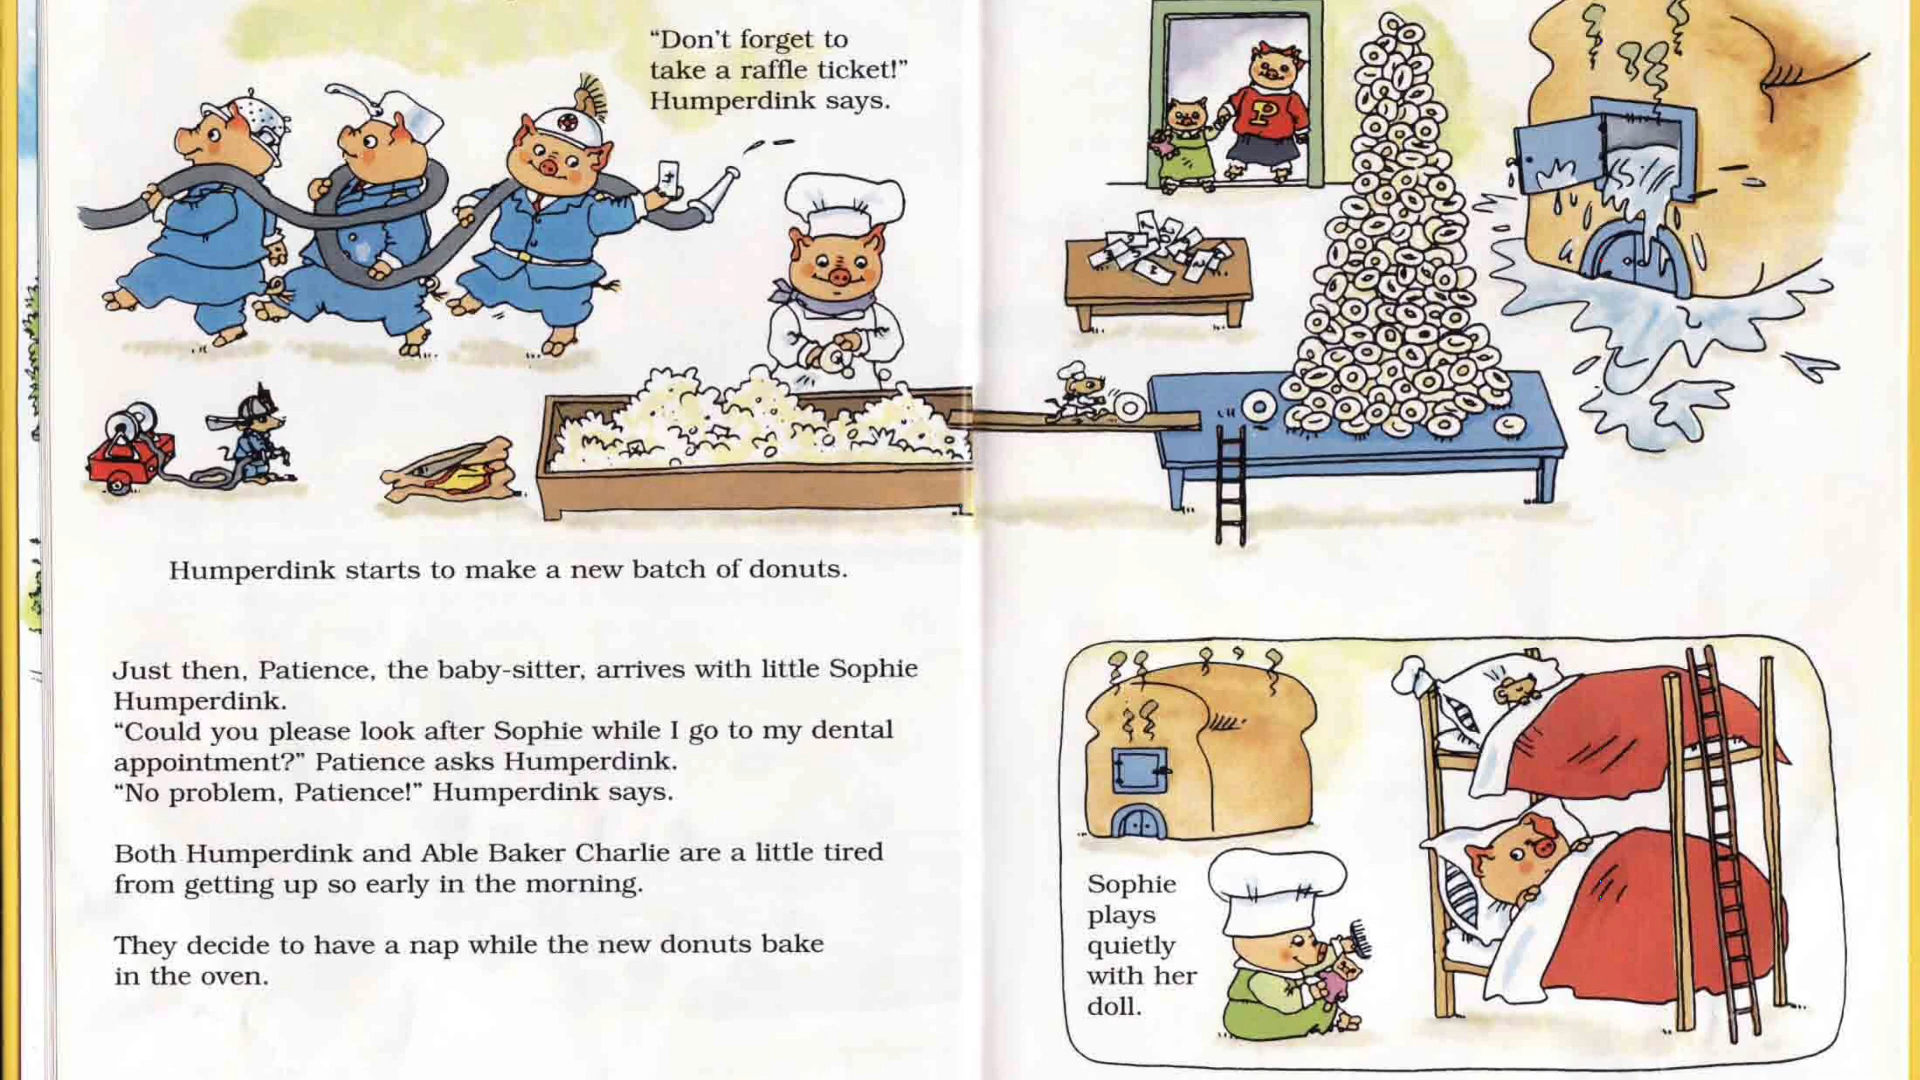 “Don’t forget to
take a raffle ticket!”
Humperdink says.
P
Humperdink starts to make a new batch of donuts.
Just then, Patience, the baby-sitter, arrives with little Sophie
Humperdink.
“Could you please look after Sophie while I go to my dental
appointment?” Patience asks Humperdink.
“No problem, Patience!” Humperdink says.
Both Humperdink and Able Baker Charlie are a little tired
from getting up so early in the morning.
They decide to have a nap while the new donuts bake
in the oven.
Sophie
plays
quietly
with her
doll.